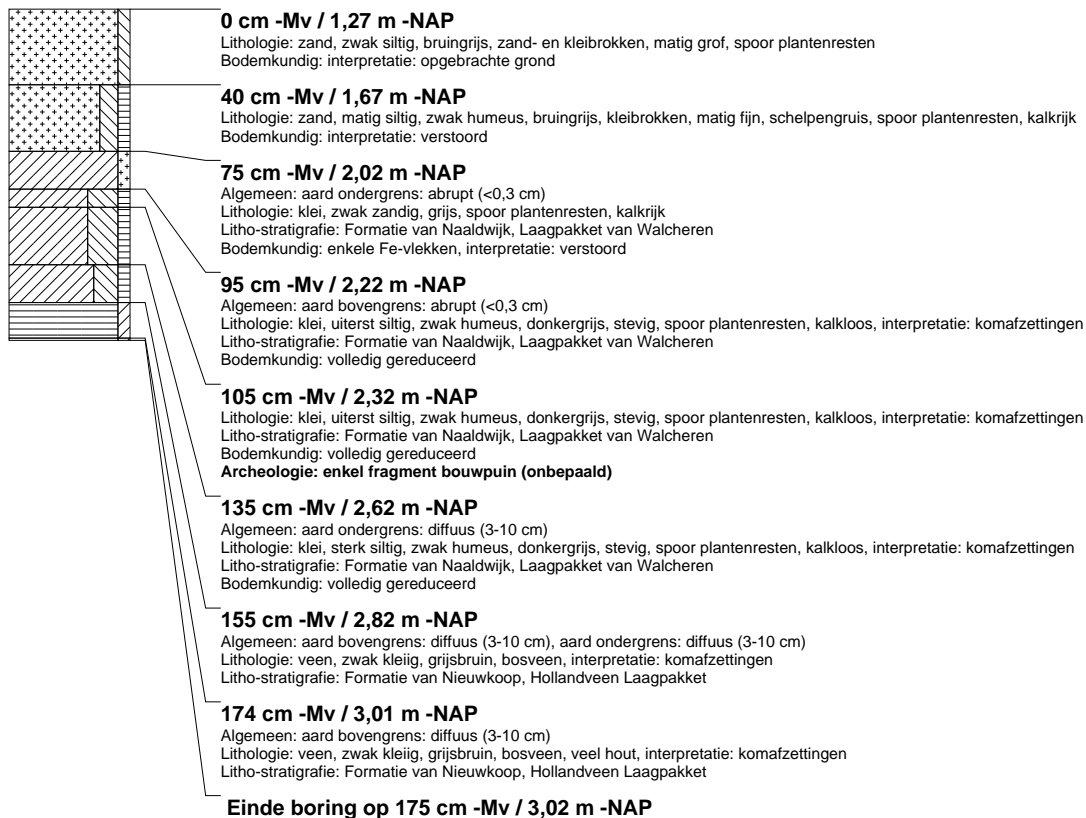 0 cm -Mv / 1,27 m -NAP
Lithologie: zand, zwak siltig, bruingrijs, zand- en kleibrokken, matig grof, spoor plantenresten
Bodemkundig: interpretatie: opgebrachte grond
40 cm -Mv / 1,67 m -NAP
Lithologie: zand, matig siltig, zwak humeus, bruingrijs, kleibrokken, matig fijn, schelpengruis, spoor plantenresten, kalkrijk
Bodemkundig: interpretatie: verstoord
75 cm -Mv / 2,02 m -NAP
Algemeen: aard ondergrens: abrupt (<0,3 cm)
Lithologie: klei, zwak zandig, grijs, spoor plantenresten, kalkrijk
Litho-stratigrafie: Formatie van Naaldwijk, Laagpakket van Walcheren
Bodemkundig: enkele Fe-vlekken, interpretatie: verstoord
95 cm -Mv / 2,22 m -NAP
Algemeen: aard bovengrens: abrupt (<0,3 cm)
Lithologie: klei, uiterst siltig, zwak humeus, donkergrijs, stevig, spoor plantenresten, kalkloos, interpretatie: komafzettingen
Litho-stratigrafie: Formatie van Naaldwijk, Laagpakket van Walcheren
Bodemkundig: volledig gereduceerd
105 cm -Mv / 2,32 m -NAP
Lithologie: klei, uiterst siltig, zwak humeus, donkergrijs, stevig, spoor plantenresten, kalkloos, interpretatie: komafzettingen
Litho-stratigrafie: Formatie van Naaldwijk, Laagpakket van Walcheren
Bodemkundig: volledig gereduceerd
Archeologie: enkel fragment bouwpuin (onbepaald)
135 cm -Mv / 2,62 m -NAP
Algemeen: aard ondergrens: diffuus (3-10 cm)
Lithologie: klei, sterk siltig, zwak humeus, donkergrijs, stevig, spoor plantenresten, kalkloos, interpretatie: komafzettingen
Litho-stratigrafie: Formatie van Naaldwijk, Laagpakket van Walcheren
Bodemkundig: volledig gereduceerd
155 cm -Mv / 2,82 m -NAP
Algemeen: aard bovengrens: diffuus (3-10 cm), aard ondergrens: diffuus (3-10 cm)
Lithologie: veen, zwak kleiig, grijsbruin, bosveen, interpretatie: komafzettingen
Litho-stratigrafie: Formatie van Nieuwkoop, Hollandveen Laagpakket
174 cm -Mv / 3,01 m -NAP
Algemeen: aard bovengrens: diffuus (3-10 cm)
Lithologie: veen, zwak kleiig, grijsbruin, bosveen, veel hout, interpretatie: komafzettingen
Litho-stratigrafie: Formatie van Nieuwkoop, Hollandveen Laagpakket
Einde boring op 175 cm -Mv / 3,02 m -NAP